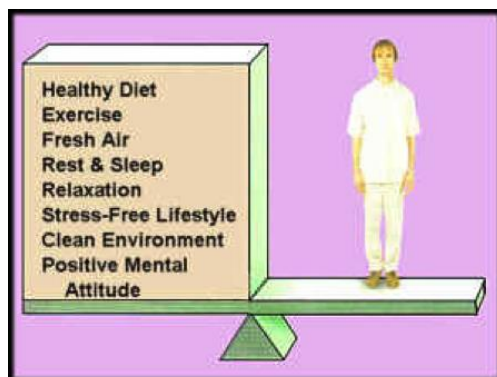 Healthy Diet
Exercise
Fresh Air
Rest & Sleep
Relaxation
Stress-Free Lifestyle
Clean Environment
Positive Mental
Attitude